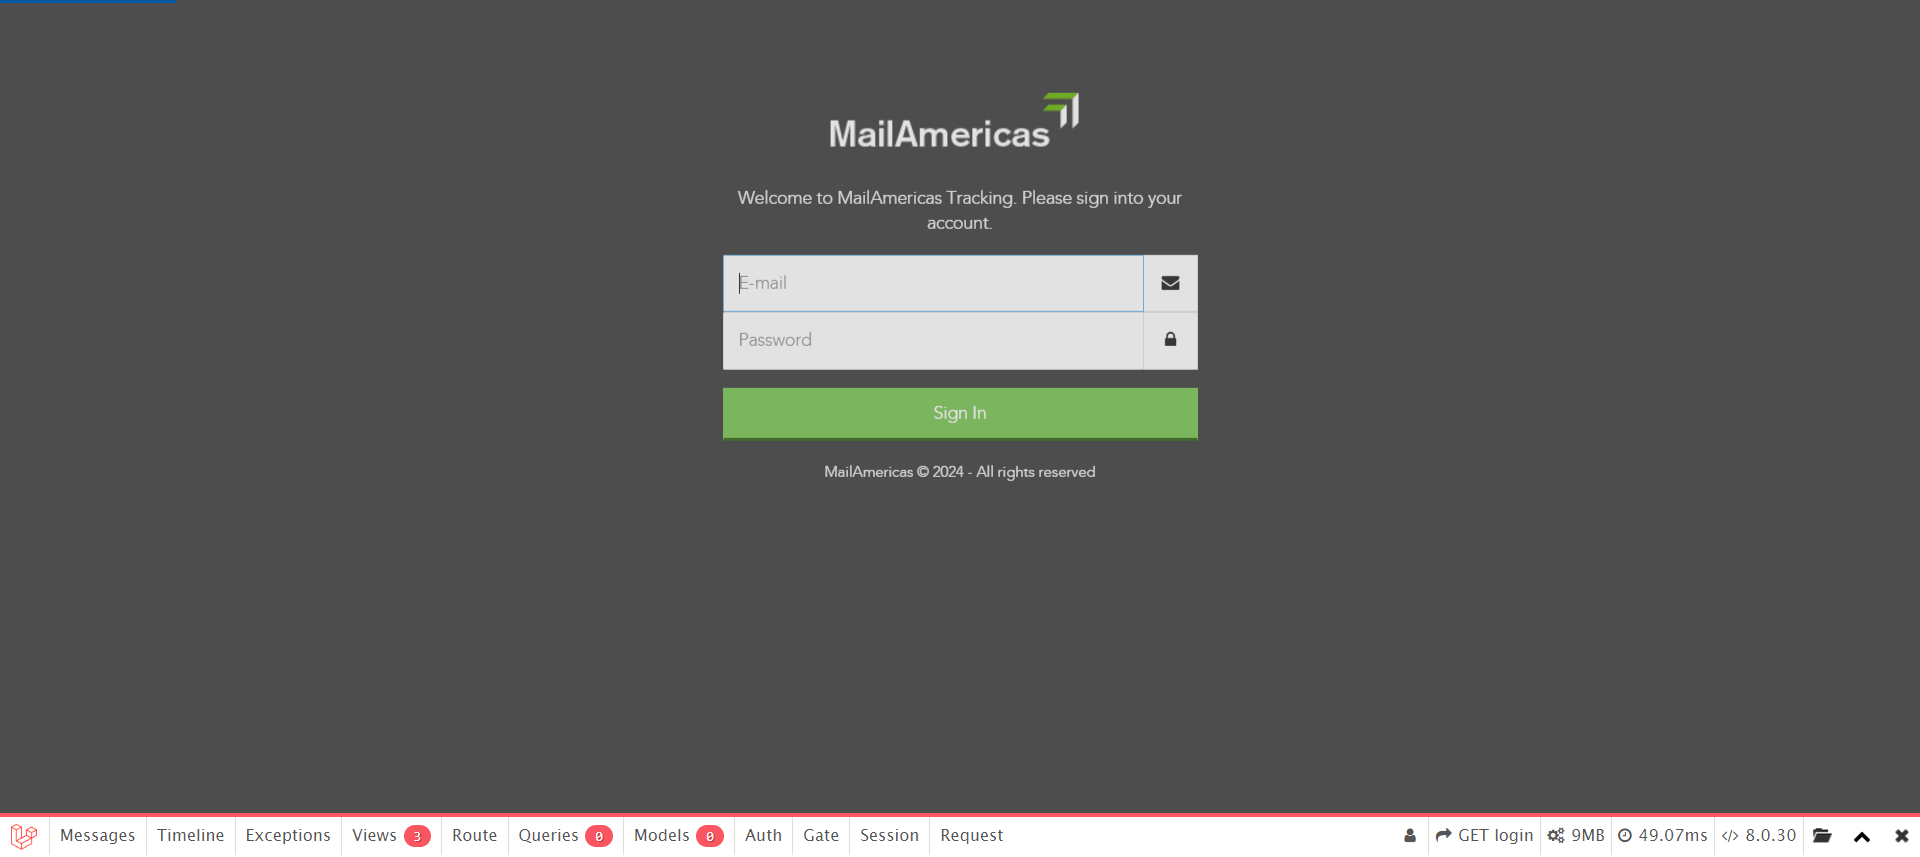 MailAmericas
Welcome to MailAmericas Tracking. Please sign into your
account.
E-mail
Password
Sign In
MailAmericas © 2024 - All rights reserved
Messages Timeline Exceptions Views 3 Route Queries 0 Models 0 Auth Gate Session Request GET login 9MB 49.07ms </> 8.0.30